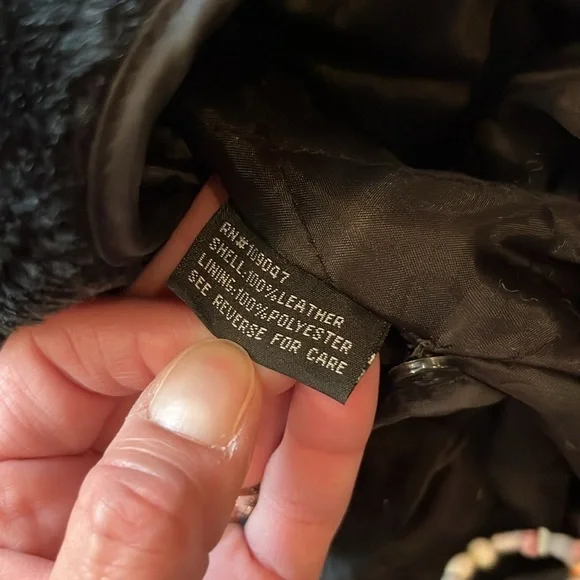 RN#109047
SHELL:100%LEATHER
LINING:100%POLYESTER
SEE REVERSE FOR CARE